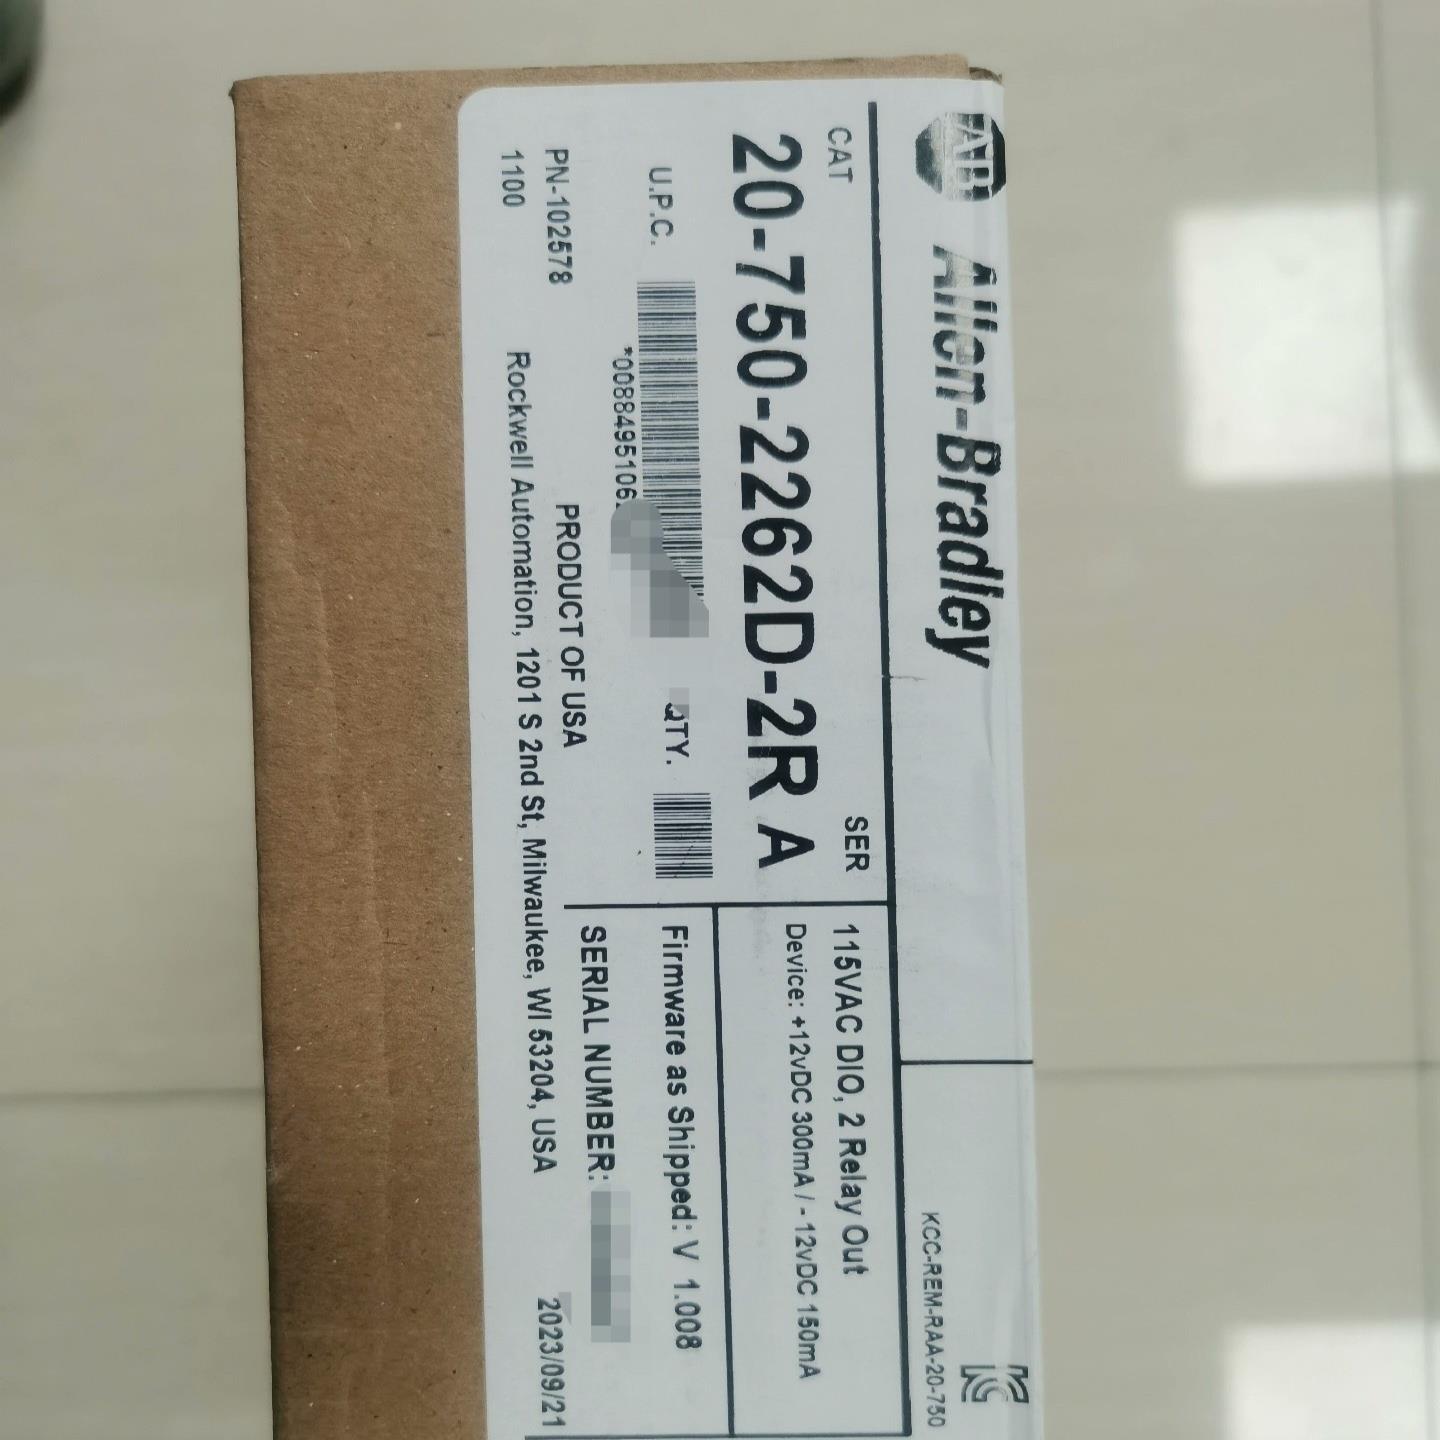 AB Allen-Bradley
KCC-REM-RAA-20-750
CAT
SER
20-750-2262D-2R A
115VAC DIO, 2 Relay Out
Device: +12vDC 300mA / - 12vDC 150mA
U.P.C.
*0088495106
QTY.
Firmware as Shipped: V 1.008
SERIAL NUMBER:
PN-102578
PRODUCT OF USA
2023/09/21
1100
Rockwell Automation, 1201 S 2nd St, Milwaukee, WI 53204, USA